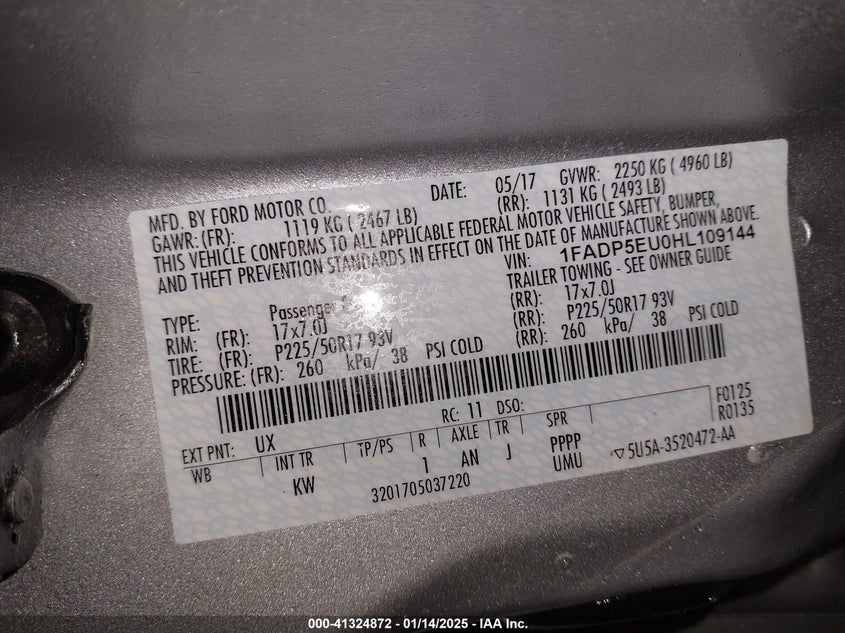 MFD. BY FORD MOTOR CO. DATE: 05/17 GVWR: 2250 KG ( 4960 LB)
GAWR: (FR): 1119 KG ( 2467 LB) (RR): 1131 KG ( 2493 LB)
THIS VEHICLE CONFORMS TO ALL APPLICABLE FEDERAL MOTOR VEHICLE SAFETY, BUMPER,
AND THEFT PREVENTION STANDARDS IN EFFECT ON THE DATE OF MANUFACTURE SHOWN ABOVE.
VIN: 1FADP5EU0HL109144
TYPE: Passenger TRAILER TOWING - SEE OWNER GUIDE
RIM: (FR): 17x7.0J (RR): 17x7.0J
TIRE: (FR): P225/50R17 93V (RR): P225/50R17 93V
PRESSURE: (FR): 260 kPa/ 38 PSI COLD (RR): 260 kPa/ 38 PSI COLD
EXT PNT: UX RC: 11 DSO: F0125
WB INT TR TP/PS R AXLE TR SPR R0135
KW 1 AN J PPPP
UMU 5U5A-3520472-AA
3201705037220
000-41324872 — 01/14/2025 - IAA Inc.